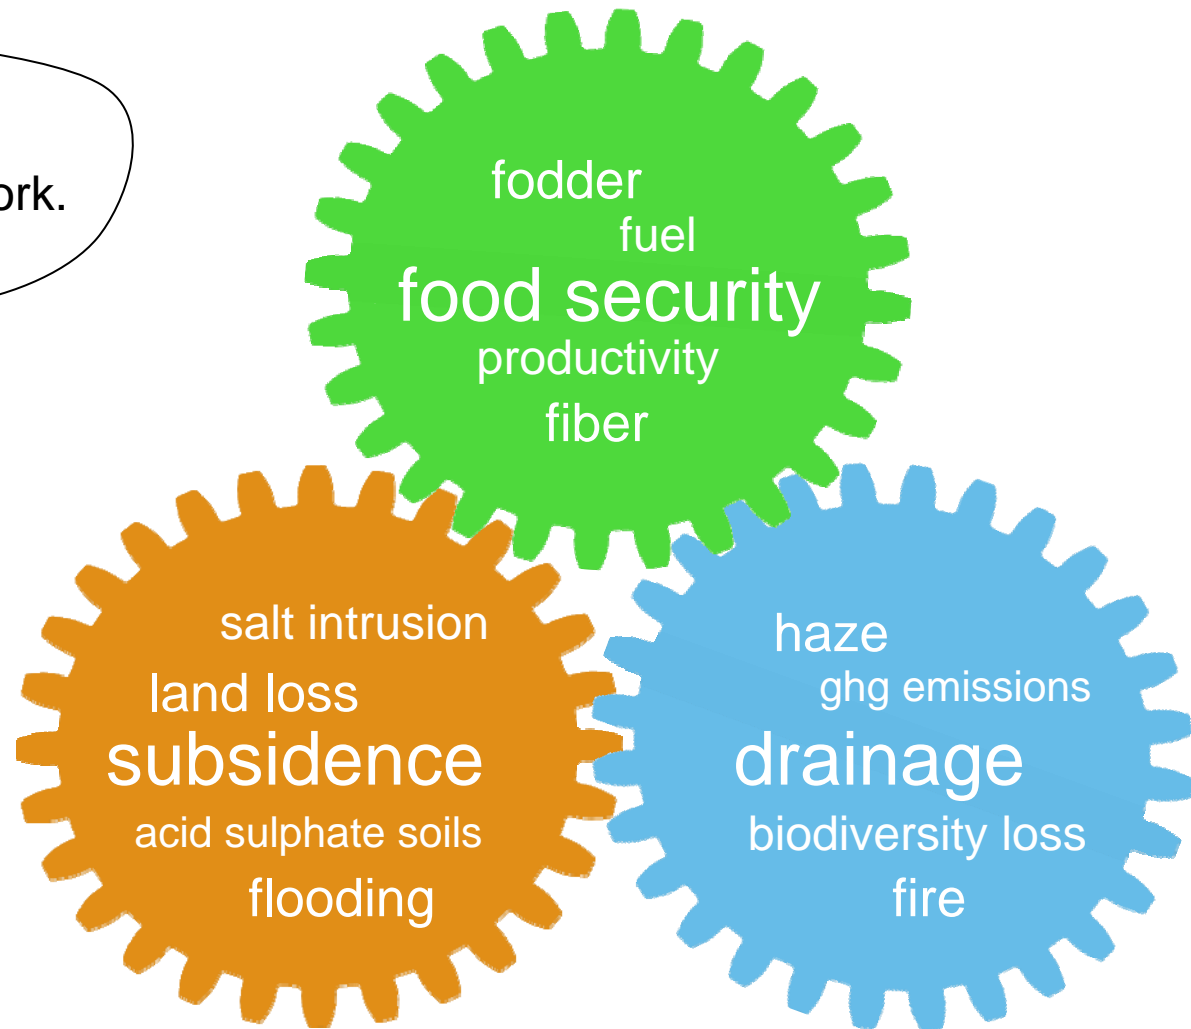 ork.
fodder
fuel
food security
productivity
fiber
salt intrusion
land loss
subsidence
acid sulphate soils
flooding
haze
ghg emissions
drainage
biodiversity loss
fire